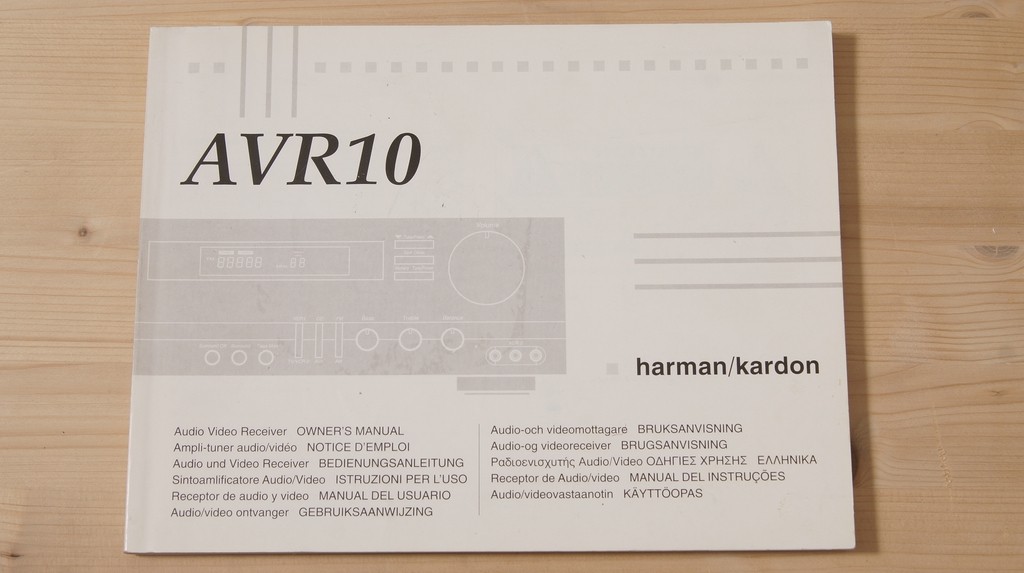 AVR10
harman/kardon
Audio Video Receiver OWNER'S MANUAL
Ampli-tuner audio/vidéo NOTICE D'EMPLOI
Audio und Video Receiver BEDIENUNGSANLEITUNG
Sintoamlificatore Audio/Video ISTRUZIONI PER L'USO
Receptor de audio y video MANUAL DEL USUARIO
Audio/video ontvanger GEBRUIKSAANWIJZING
Audio-och videomottagare BRUKSANVISNING
Audio-og videoreceiver BRUGSANVISNING
Ραδιοενισχυτής Audio/Video ΟΔΗΓΙΕΣ ΧΡΗΣΗΣ ΕΛΛΗΝΙΚΑ
Receptor de Audio/video MANUAL DEL INSTRUÇÕES
Audio/videovastaanotin KÄYTTÖOPAS